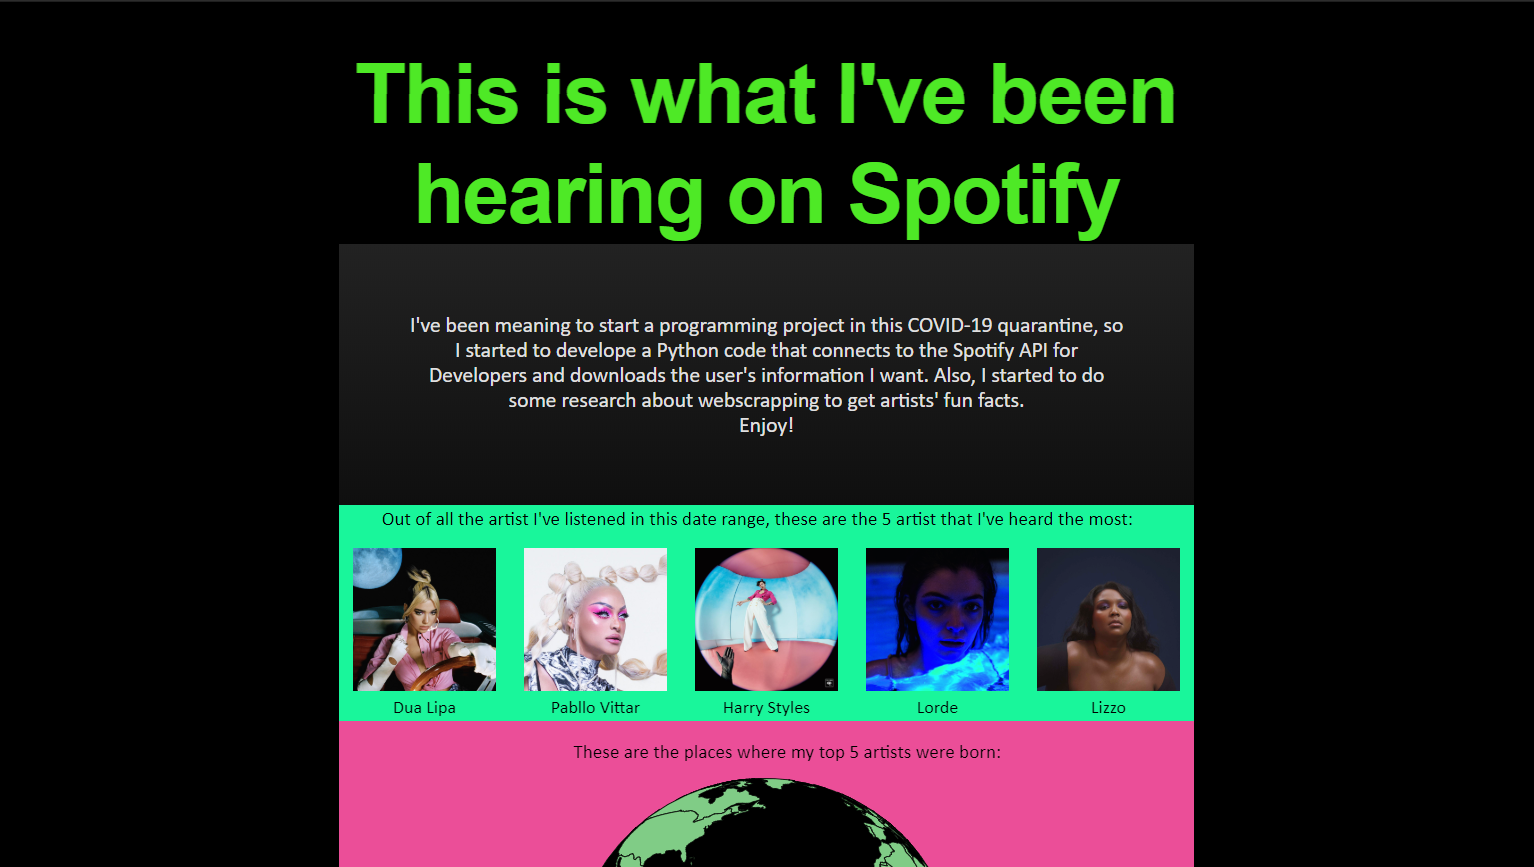 This is what I've been
hearing on Spotify
I've been meaning to start a programming project in this COVID-19 quarantine, so
I started to develope a Python code that connects to the Spotify API for
Developers and downloads the user's information I want. Also, I started to do
some research about webscrapping to get artists' fun facts.
Enjoy!
Out of all the artist I've listened in this date range, these are the 5 artist that I've heard the most:
Dua Lipa
Pabllo Vittar
Harry Styles
Lorde
Lizzo
These are the places where my top 5 artists were born: